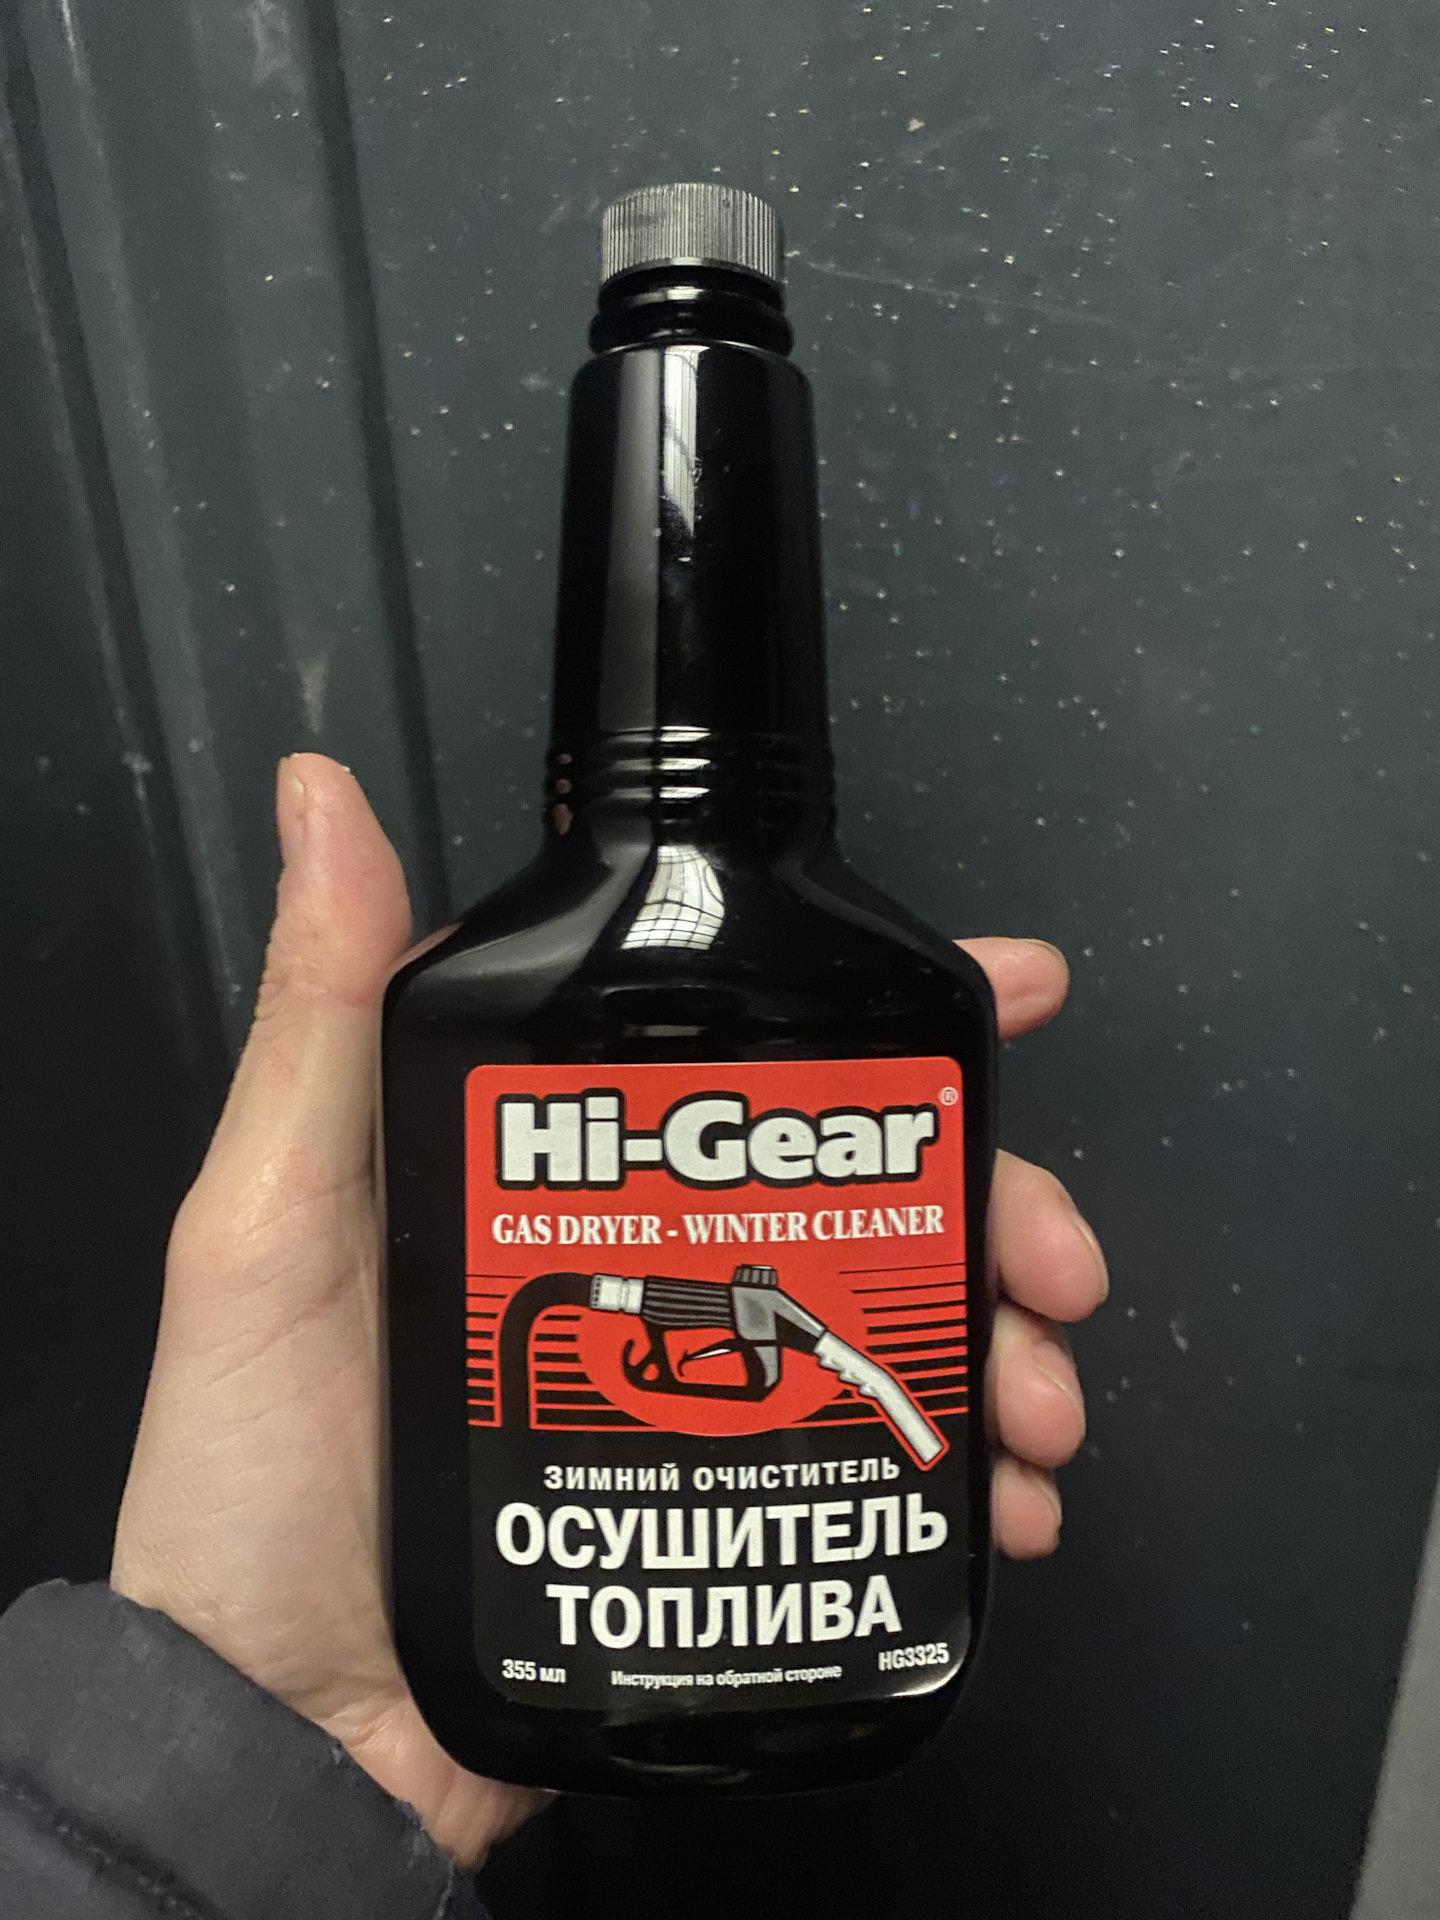 Hi-Gear®
GAS DRYER - WINTER CLEANER
ЗИМНИЙ ОЧИСТИТЕЛЬ
ОСУШИТЕЛЬ
ТОПЛИВА
355 мл Инструкция на обратной стороне HG3325